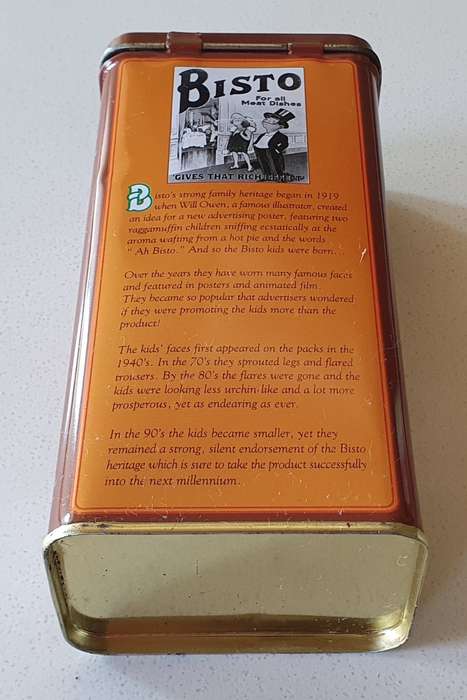 BISTO
For all
Meat Dishes
"GIVES THAT RICH
Bisto's strong family heritage began in 1919
when Will Owen, a famous illustrator, created
an idea for a new advertising poster, featuring two
raggamuffin children sniffing ecstatically at the
aroma wafting from a hot pie and the words
"Ah Bisto." And so the Bisto kids were born...
Over the years they have worn many famous faces
and featured in posters and animated film.
They became so popular that advertisers wondered
if they were promoting the kids more than the
product!
The kids' faces first appeared on the packs in the
1940's. In the 70's they sprouted legs and flared
trousers. By the 80's the flares were gone and the
kids were looking less urchin-like and a lot more
prosperous, yet as endearing as ever.
In the 90's the kids became smaller, yet they
remained a strong, silent endorsement of the Bisto
heritage which is sure to take the product successfully
into the next millennium.